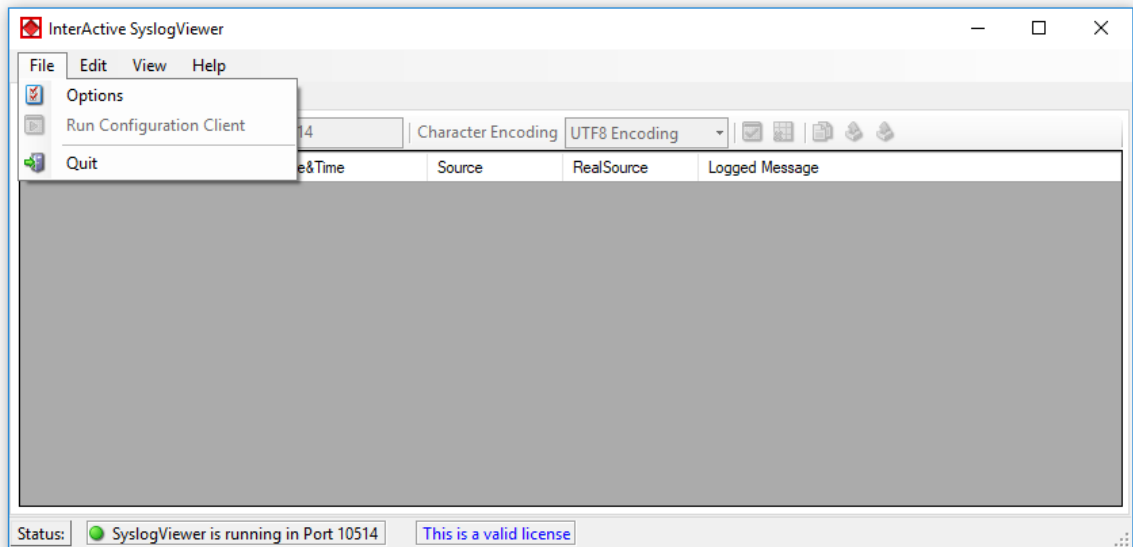 InterActive SyslogViewer
File Edit View Help
Options
Run Configuration Client
Quit
14 Character Encoding UTF8 Encoding
e&Time Source RealSource Logged Message
Status: SyslogViewer is running in Port 10514 This is a valid license